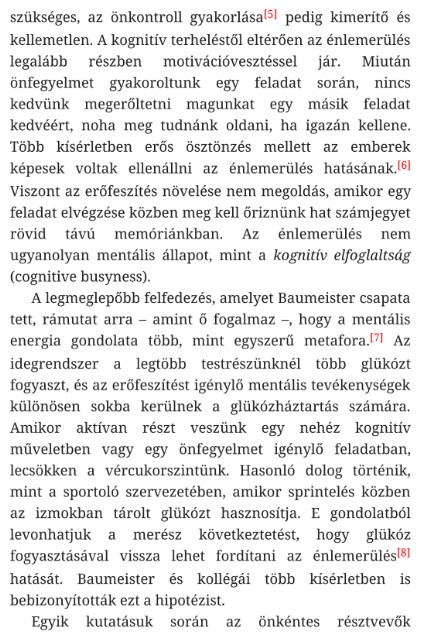 szükséges, az önkontroll gyakorlása[5] pedig kimerítő és
kellemetlen. A kognitív terheléstől eltérően az énlemerülés
legalább részben motivációvesztéssel jár. Miután
önfegyelmet gyakoroltunk egy feladat során, nincs
kedvünk megerőltetni magunkat egy másik feladat
kedvéért, noha meg tudnánk oldani, ha igazán kellene.
Több kísérletben erős ösztönzés mellett az emberek
képesek voltak ellenállni az énlemerülés hatásának.[6]
Viszont az erőfeszítés növelése nem megoldás, amikor egy
feladat elvégzése közben meg kell őriznünk hat számjegyet
rövid távú memóriánkban. Az énlemerülés nem
ugyanolyan mentális állapot, mint a kognitív elfoglaltság
(cognitive busyness).
A legmeglepőbb felfedezés, amelyet Baumeister csapata
tett, rámutat arra – amint ő fogalmaz –, hogy a mentális
energia gondolata több, mint egyszerű metafora.[7] Az
idegrendszer a legtöbb testrészünknél több glükózt
fogyaszt, és az erőfeszítést igénylő mentális tevékenységek
különösen sokba kerülnek a glükózháztartás számára.
Amikor aktívan részt veszünk egy nehéz kognitív
műveletben vagy egy önfegyelmet igénylő feladatban,
lecsökken a vércukorszintünk. Hasonló dolog történik,
mint a sportoló szervezetében, amikor sprintelés közben
az izmokban tárolt glükózt hasznosítja. E gondolatból
levonhatjuk a merész következtetést, hogy glükóz
fogyasztásával vissza lehet fordítani az énlemerülés[8]
hatását. Baumeister és kollégái több kísérletben is
bebizonyították ezt a hipotézist.
Egyik kutatásuk során az önkéntes résztvevők